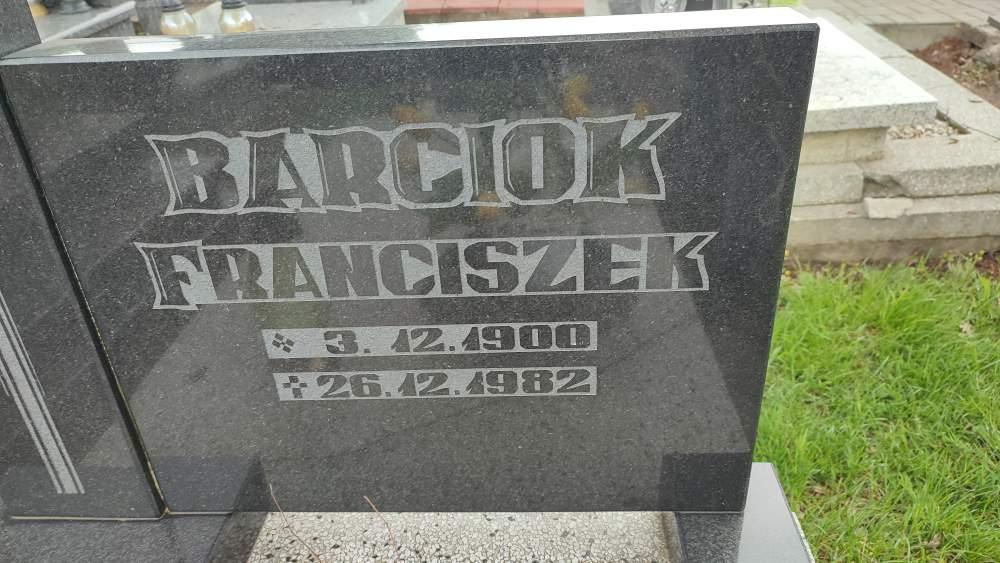 BARCIOK
FRANCISZEK
3. 12. 1900
† 26. 12. 1982